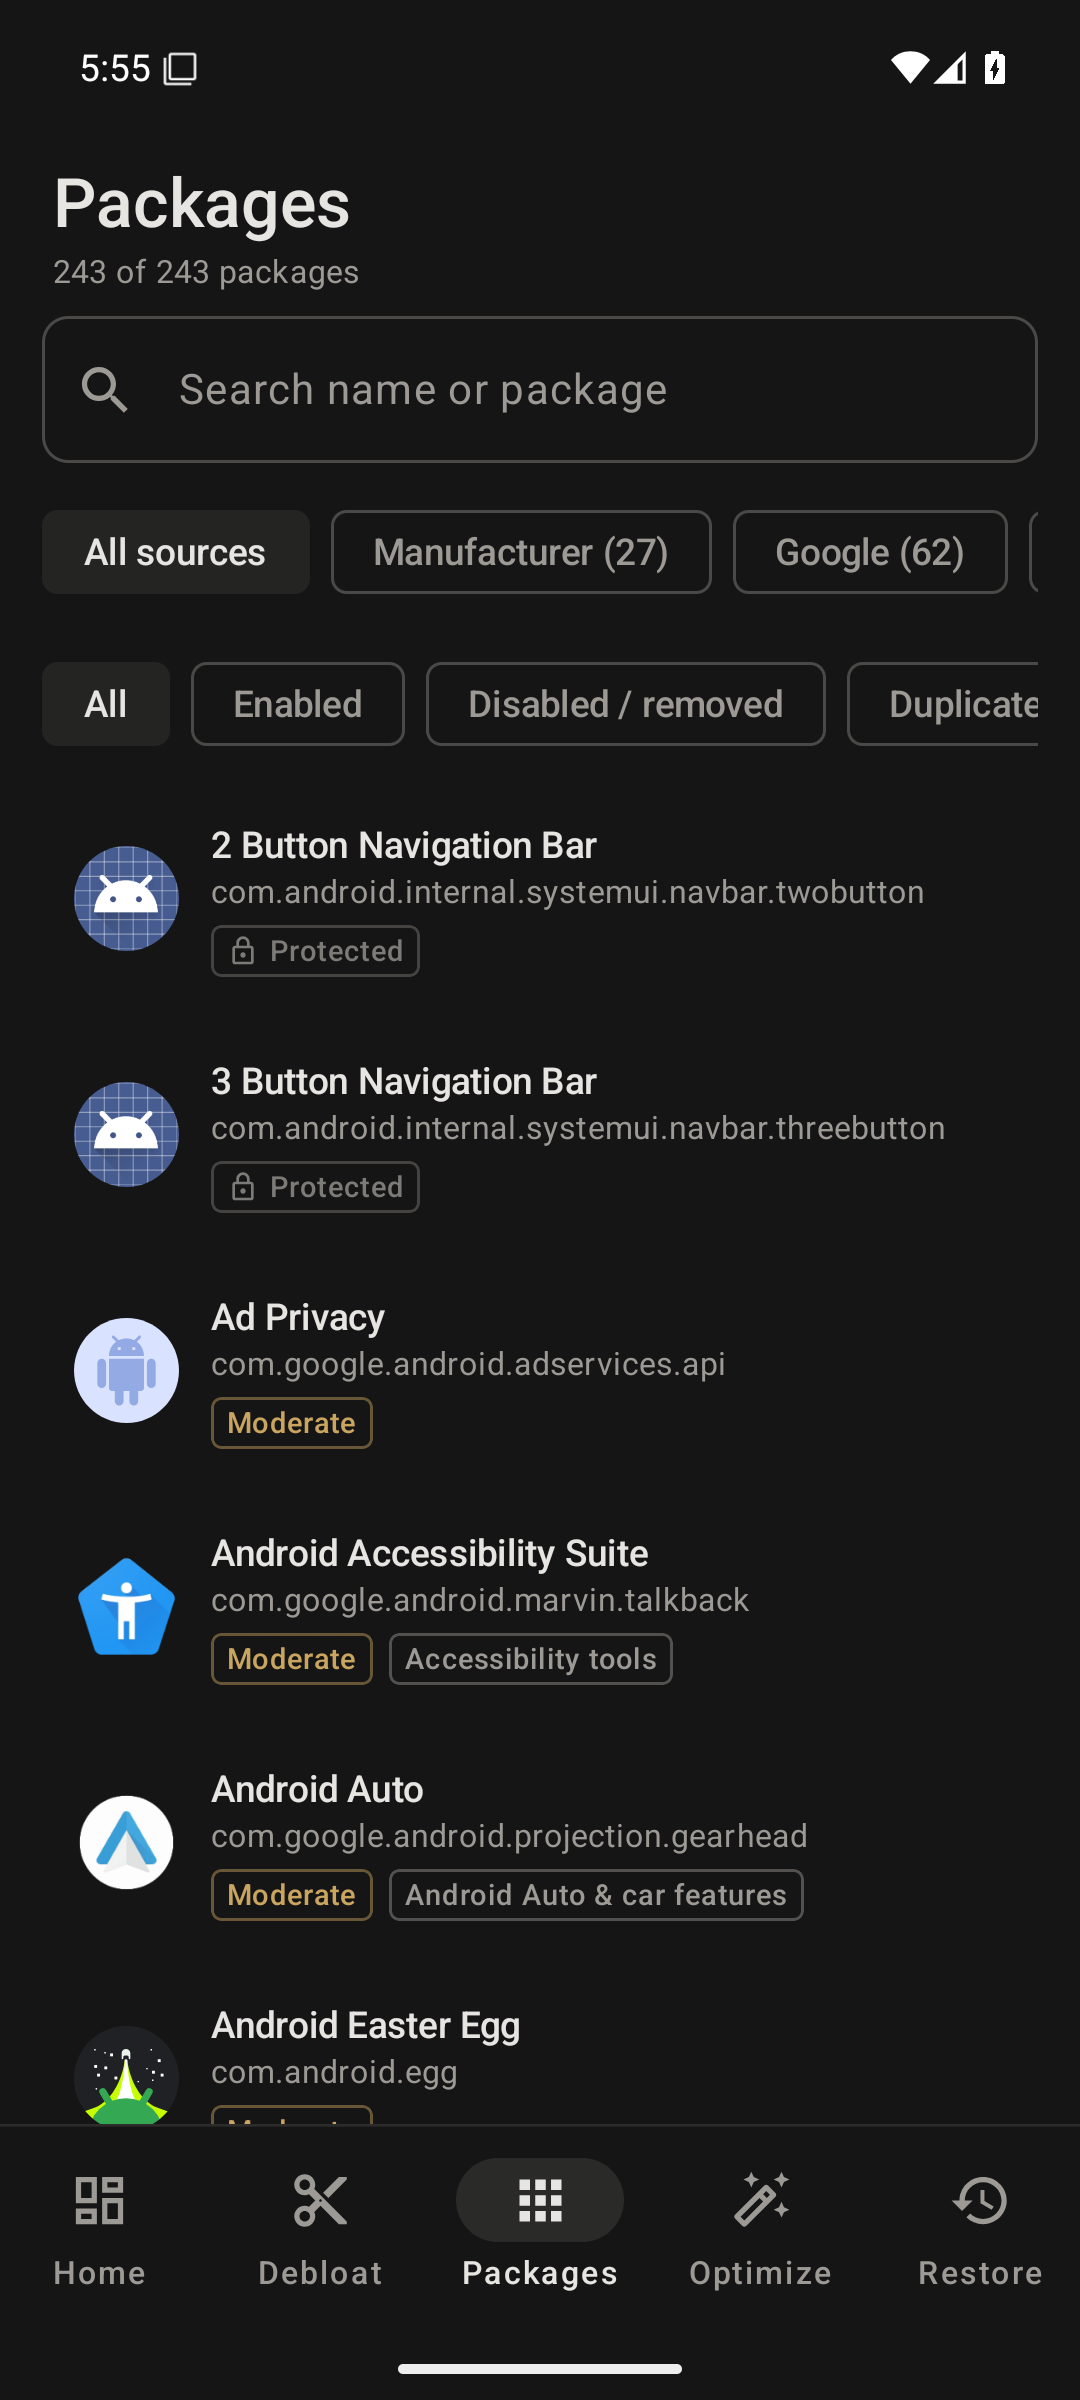 5:55
Packages
243 of 243 packages
Search name or package
All sources
Manufacturer (27)
Google (62)
All
Enabled
Disabled / removed
Duplicate
2 Button Navigation Bar
com.android.internal.systemui.navbar.twobutton
Protected
3 Button Navigation Bar
com.android.internal.systemui.navbar.threebutton
Protected
Ad Privacy
com.google.android.adservices.api
Moderate
Android Accessibility Suite
com.google.android.marvin.talkback
Moderate
Accessibility tools
Android Auto
com.google.android.projection.gearhead
Moderate
Android Auto & car features
Android Easter Egg
com.android.egg
Home
Debloat
Packages
Optimize
Restore